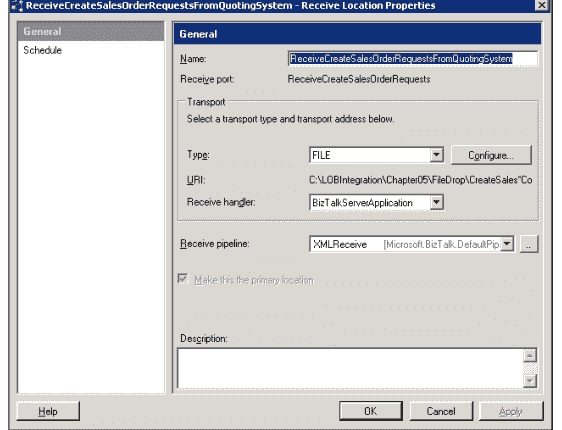 ReceiveCreateSalesOrderRequestsFromQuotingSystem - Receive Location Properties
General
Schedule
General
Name:
ReceiveCreateSalesOrderRequestsFromQuotingSystem
Receive port:
ReceiveCreateSalesOrderRequests
Transport
Select a transport type and transport address below.
Type:
FILE
Configure...
URI:
C:\LOBIntegration\Chapter05\FileDrop\CreateSales"Co
Receive handler:
BizTalkServerApplication
Receive pipeline:
XMLReceive [Microsoft.BizTalk.DefaultPip
..
Make this the primary location
Description:
Help
OK
Cancel
Apply